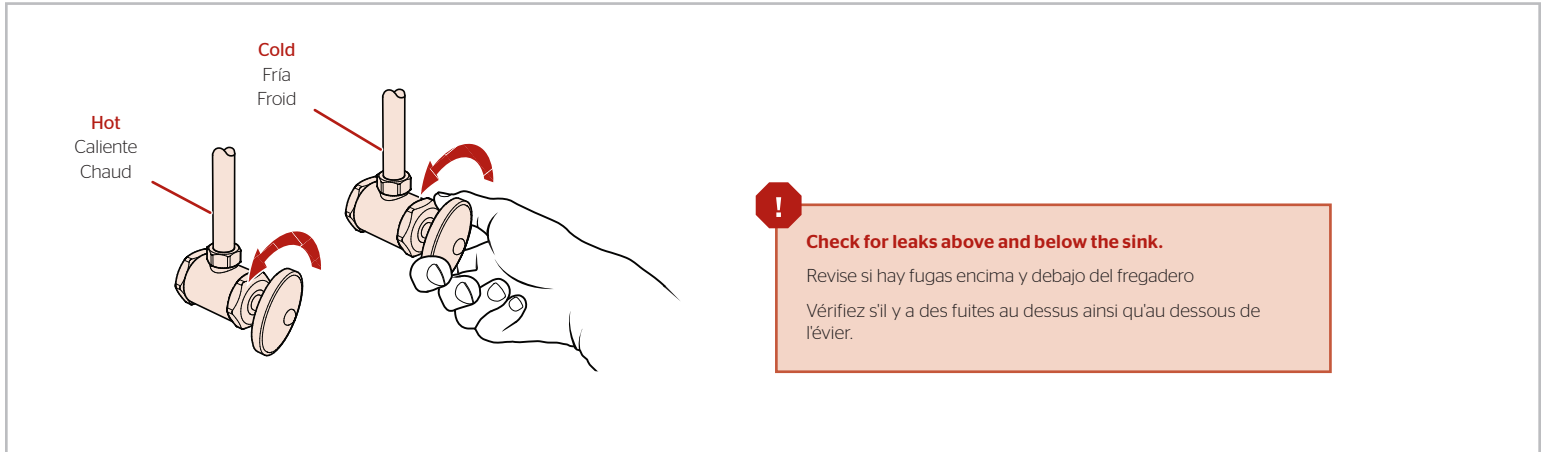 Cold
Fría
Froid
Hot
Caliente
Chaud
!
Check for leaks above and below the sink.
Revise si hay fugas encima y debajo del fregadero
Vérifiez s'il y a des fuites au dessus ainsi qu'au dessous de
l'évier.